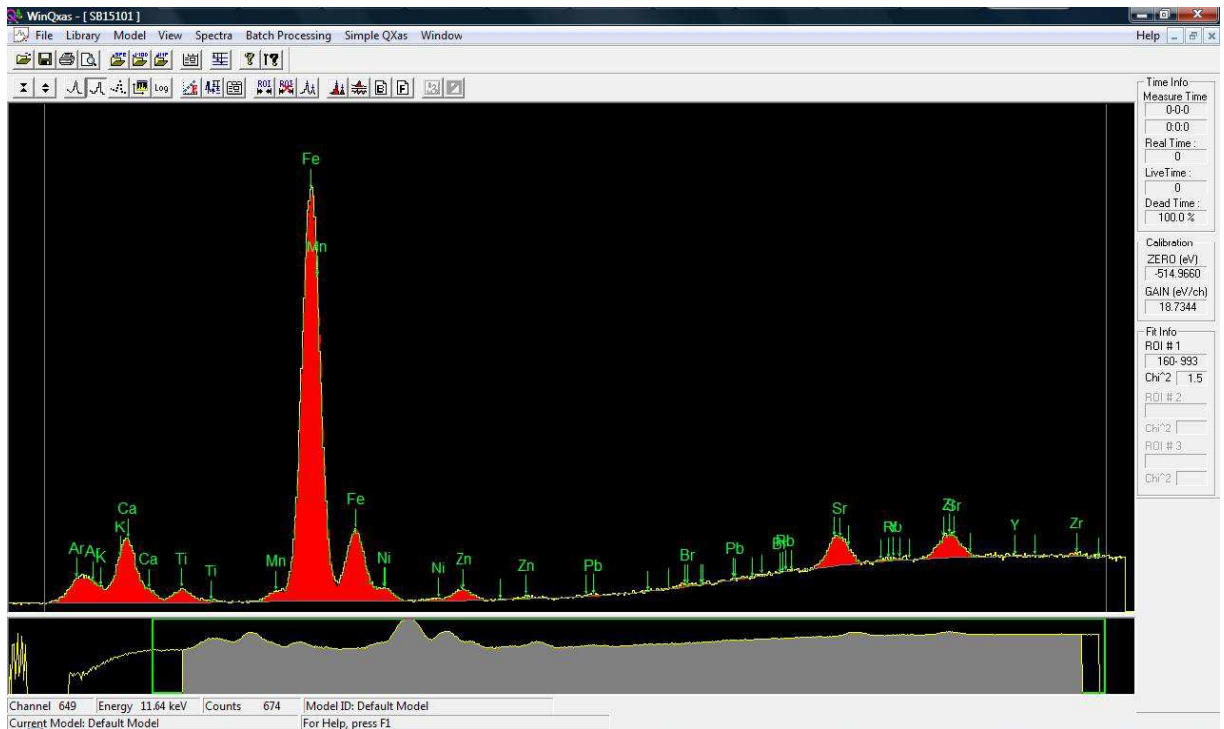 WinQxas - [ SB15101 ]
File Library Model View Spectra Batch Processing Simple QXas Window Help
Log ROI ROI B F
Time Info
Measure Time
0-0-0
0:0:0
Real Time :
0
LiveTime :
0
Dead Time :
100.0 %
Calibration
ZERO (eV)
-514.9660
GAIN (eV/ch)
18.7344
Fit Info
ROI # 1
160- 993
Chi^2 1.5
ROI # 2
Chi^2
ROI # 3
Chi^2
Fe
Mn
Ca
K
Fe
Sr
Sr
Ar Ar K Ca Ti Ti Mn Ni Ni Zn Zn Pb Br Pb Y Zr
Channel 649 Energy 11.64 keV Counts 674 Model ID: Default Model
Current Model: Default Model For Help, press F1